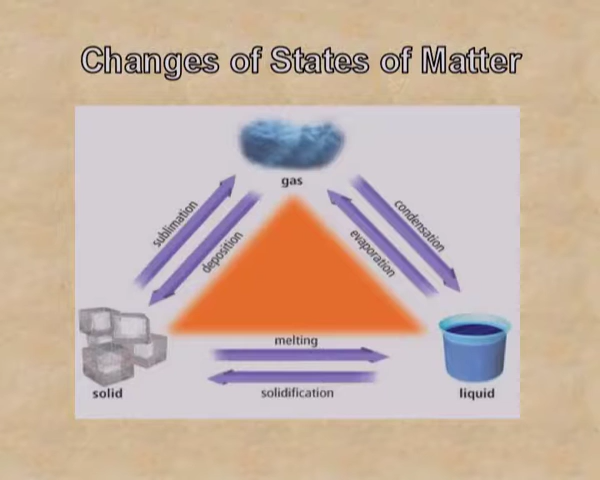 Changes of States of Matter
gas
sublimation
deposition
condensation
evaporation
melting
solidification
solid
liquid